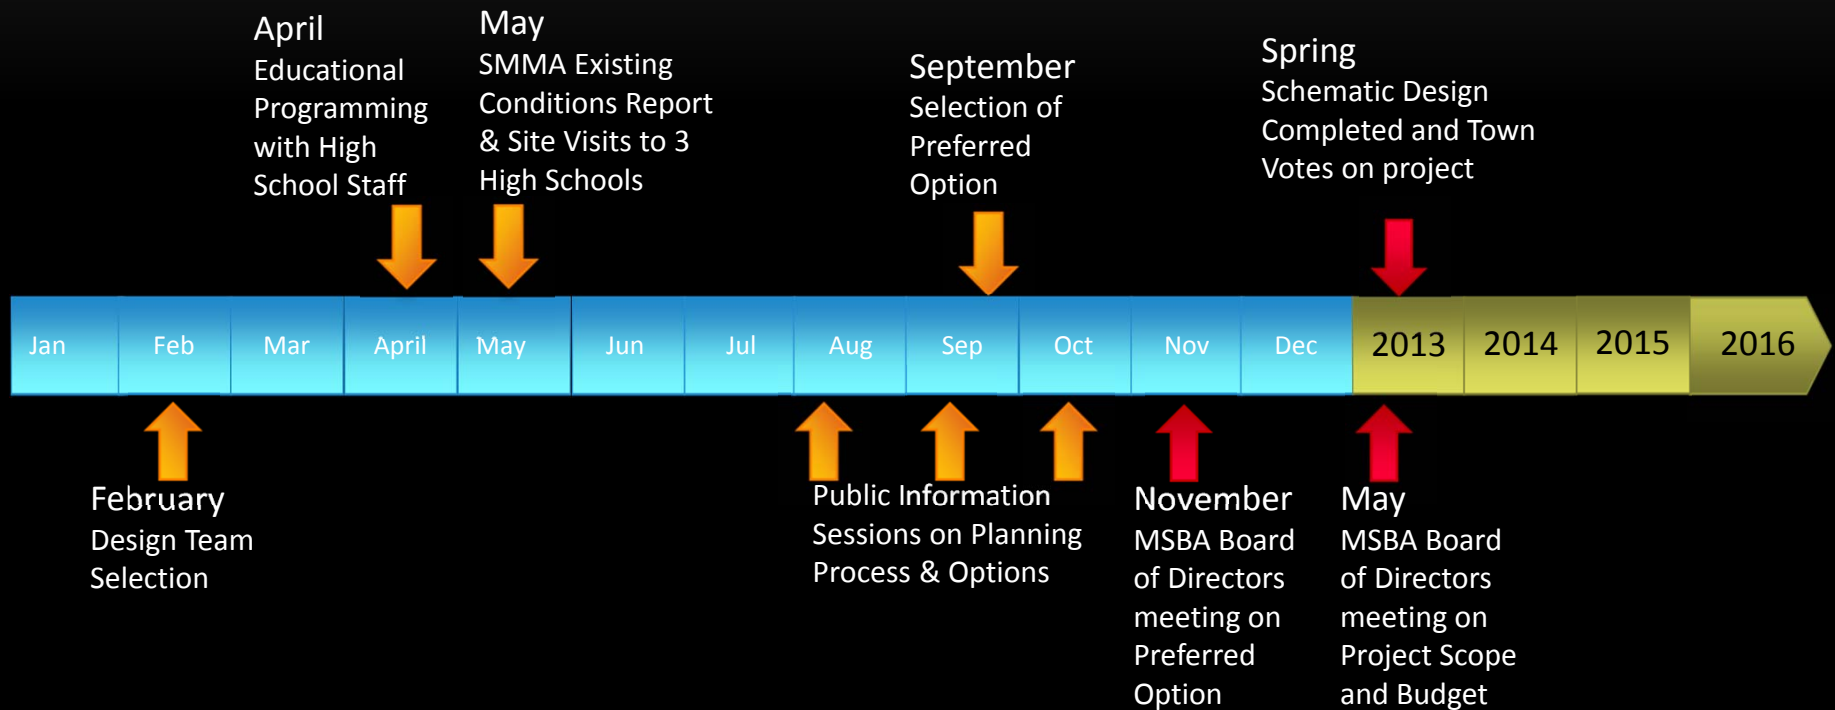 April
Educational
Programming
with High
School Staff
May
SMMA Existing
Conditions Report
& Site Visits to 3
High Schools
September
Selection of
Preferred
Option
Spring
Schematic Design
Completed and Town
Votes on project
Jan
Feb
Mar
April
May
Jun
Jul
Aug
Sep
Oct
Nov
Dec
2013
2014
2015
2016
February
Design Team
Selection
Public Information
Sessions on Planning
Process & Options
November
MSBA Board
of Directors
meeting on
Preferred
Option
May
MSBA Board
of Directors
meeting on
Project Scope
and Budget